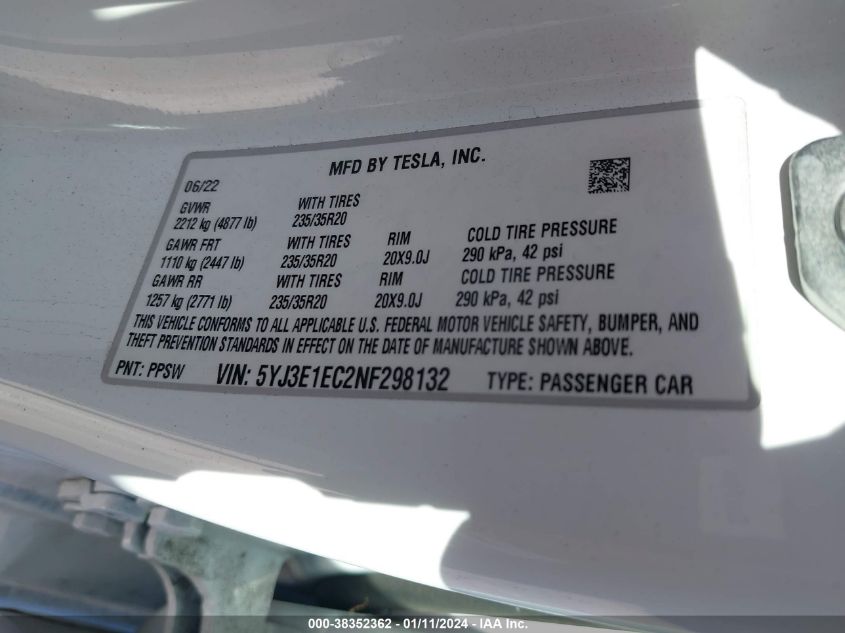 MFD BY TESLA, INC.
06/22
GVWR WITH TIRES
2212 kg (4877 lb) 235/35R20
GAWR FRT WITH TIRES RIM COLD TIRE PRESSURE
1110 kg (2447 lb) 235/35R20 20X9.0J 290 kPa, 42 psi
GAWR RR WITH TIRES RIM COLD TIRE PRESSURE
1257 kg (2771 lb) 235/35R20 20X9.0J 290 kPa, 42 psi
THIS VEHICLE CONFORMS TO ALL APPLICABLE U.S. FEDERAL MOTOR VEHICLE SAFETY, BUMPER, AND
THEFT PREVENTION STANDARDS IN EFFECT ON THE DATE OF MANUFACTURE SHOWN ABOVE.
PNT: PPSW VIN: 5YJ3E1EC2NF298132 TYPE: PASSENGER CAR
000-38352362 - 01/11/2024 - IAA Inc.